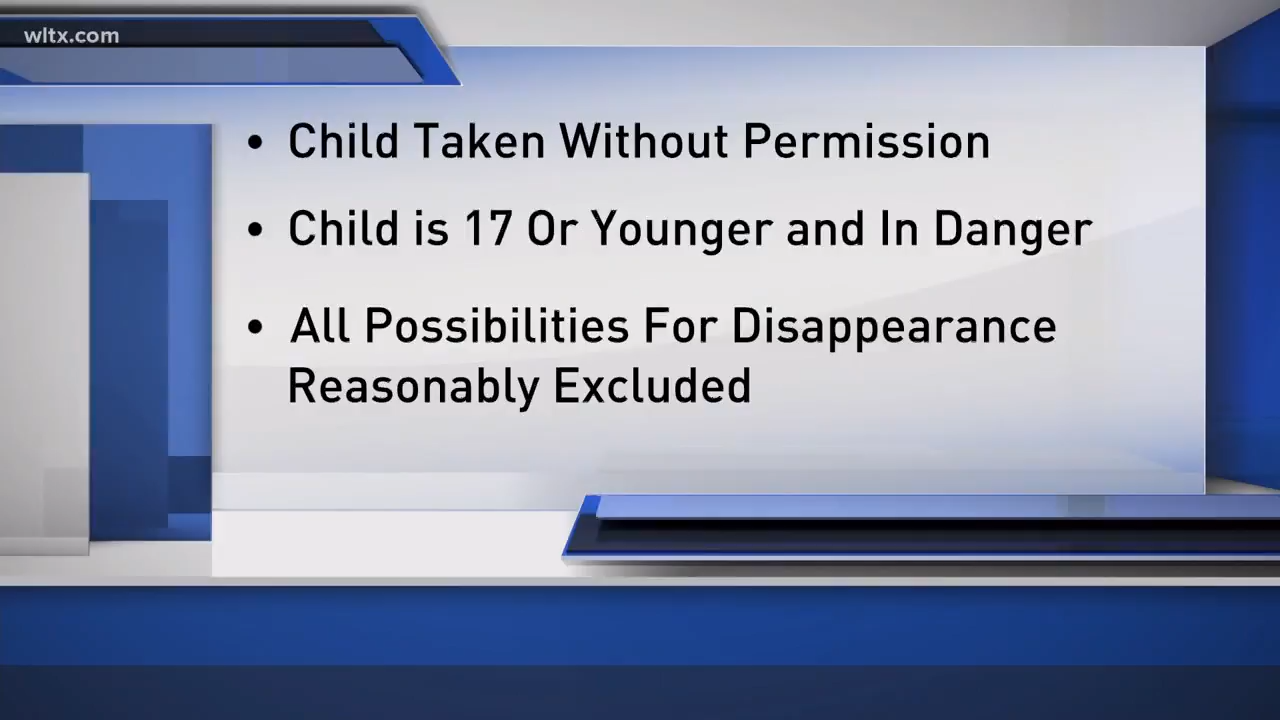 wltx.com
• Child Taken Without Permission
• Child is 17 Or Younger and In Danger
• All Possibilities For Disappearance
Reasonably Excluded